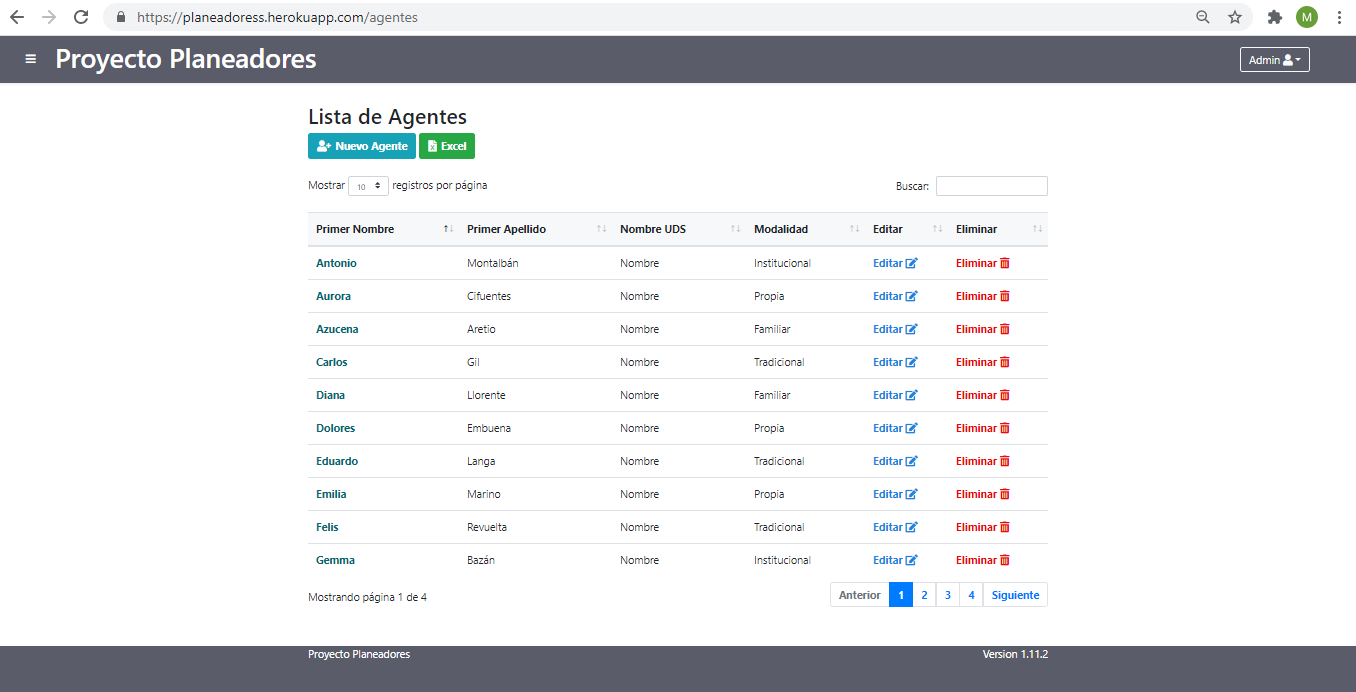 https://planeadoress.herokuapp.com/agentes
M
Proyecto Planeadores
Admin
Lista de Agentes
Nuevo Agente Excel
Mostrar 10 registros por página Buscar:
Primer Nombre Primer Apellido Nombre UDS Modalidad Editar Eliminar
Antonio Montalbán Nombre Institucional Editar Eliminar
Aurora Cifuentes Nombre Propia Editar Eliminar
Azucena Aretio Nombre Familiar Editar Eliminar
Carlos Gil Nombre Tradicional Editar Eliminar
Diana Llorente Nombre Familiar Editar Eliminar
Dolores Embuena Nombre Propia Editar Eliminar
Eduardo Langa Nombre Tradicional Editar Eliminar
Emilia Marino Nombre Propia Editar Eliminar
Felis Revuelta Nombre Tradicional Editar Eliminar
Gemma Bazán Nombre Institucional Editar Eliminar
Mostrando página 1 de 4 Anterior 1 2 3 4 Siguiente
Proyecto Planeadores Version 1.11.2